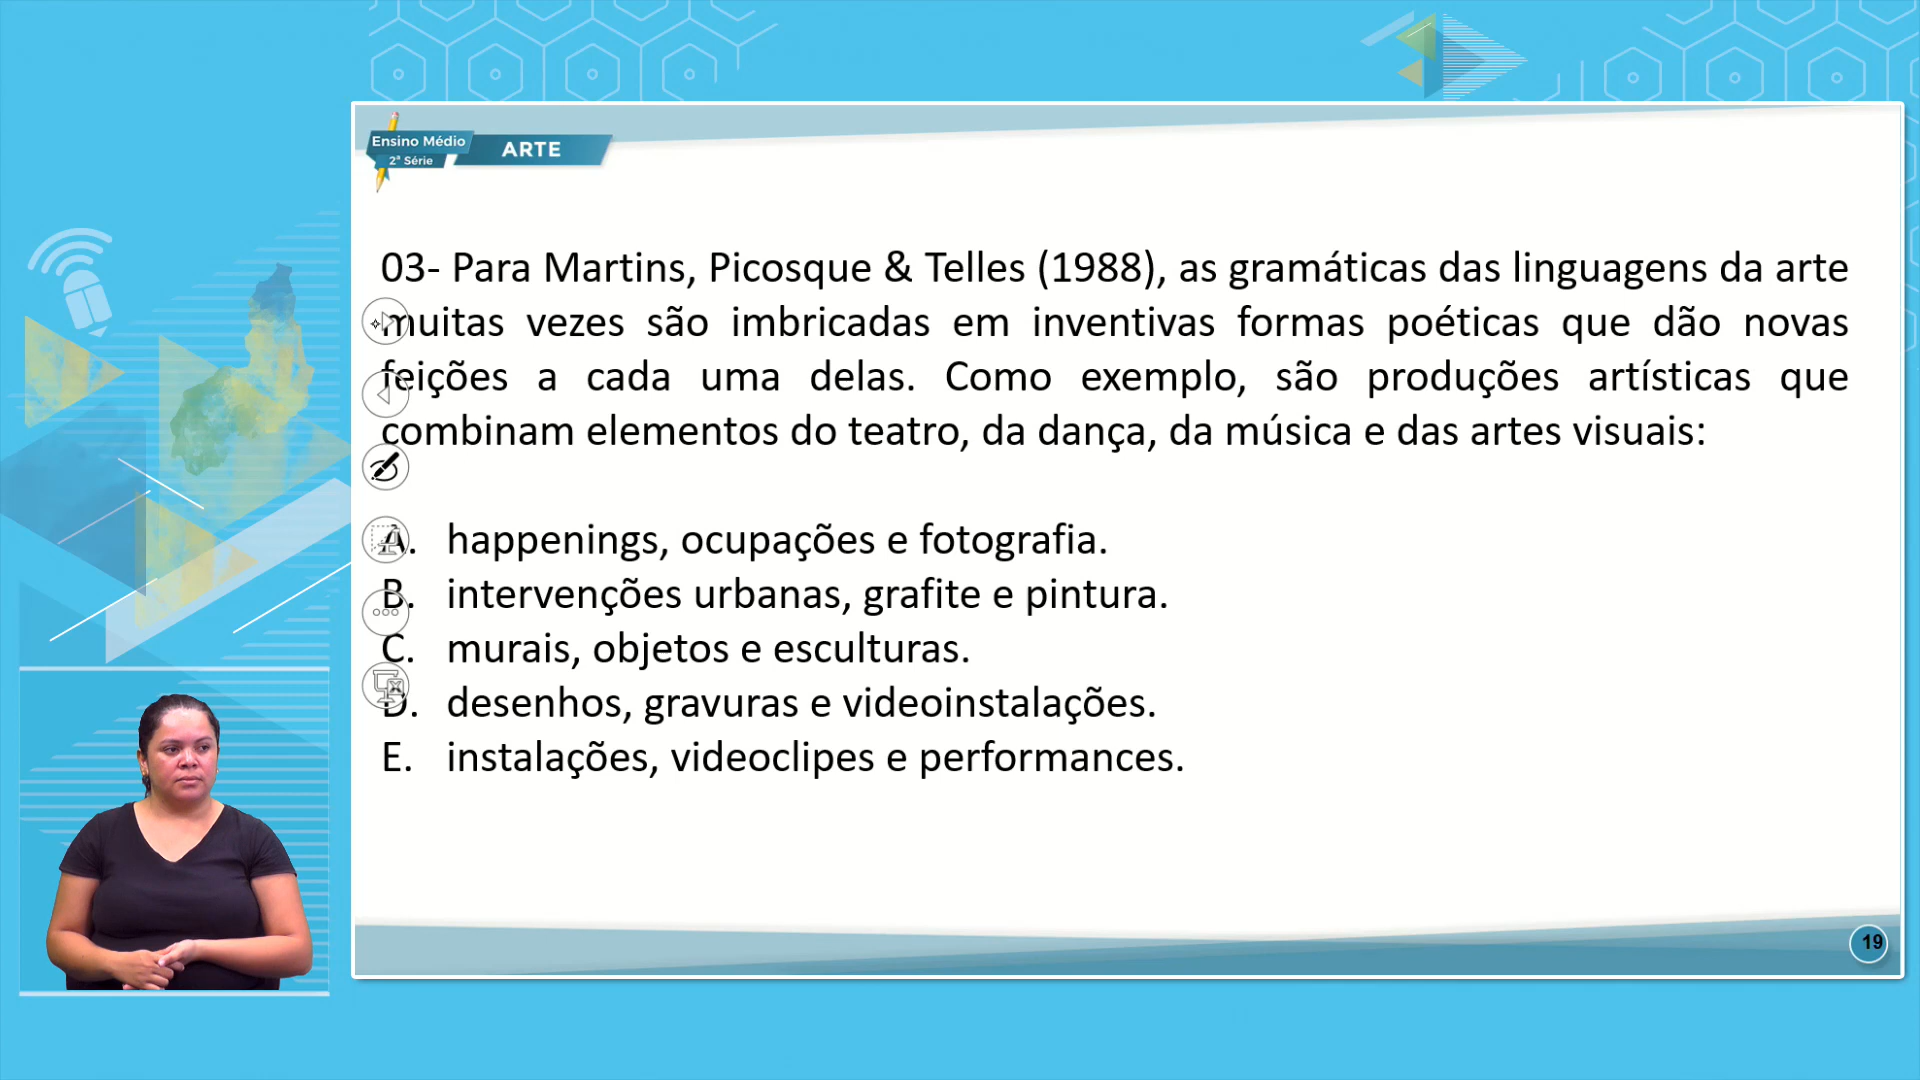 Ensino Médio
2ª Série
ARTE
03- Para Martins, Picosque & Telles (1988), as gramáticas das linguagens da arte
muitas vezes são imbricadas em inventivas formas poéticas que dão novas
feições a cada uma delas. Como exemplo, são produções artísticas que
combinam elementos do teatro, da dança, da música e das artes visuais:
A. happenings, ocupações e fotografia.
B. intervenções urbanas, grafite e pintura.
C. murais, objetos e esculturas.
D. desenhos, gravuras e videoinstalações.
E. instalações, videoclipes e performances.
19